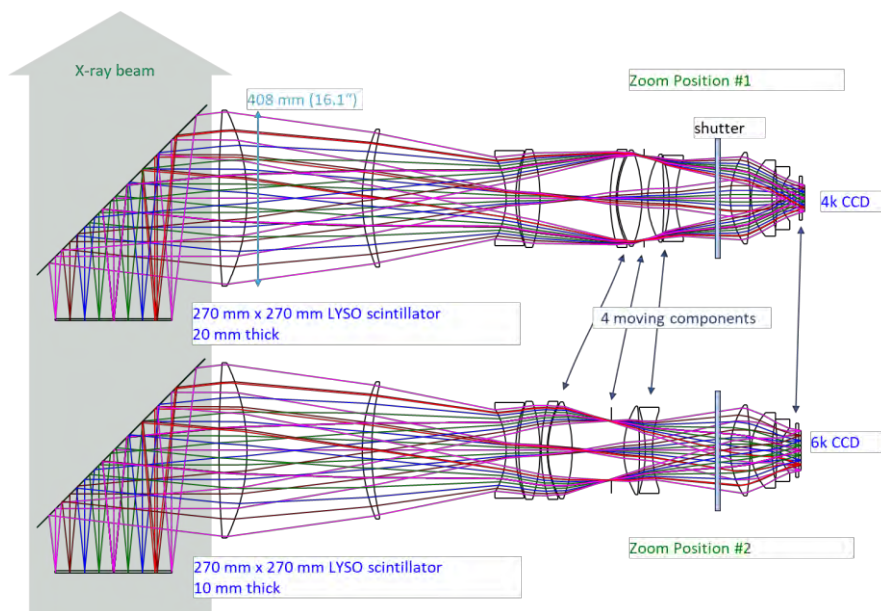 X-ray beam
408 mm (16.1")
Zoom Position #1
shutter
4k CCD
270 mm x 270 mm LYSO scintillator
20 mm thick
4 moving components
6k CCD
270 mm x 270 mm LYSO scintillator
10 mm thick
Zoom Position #2